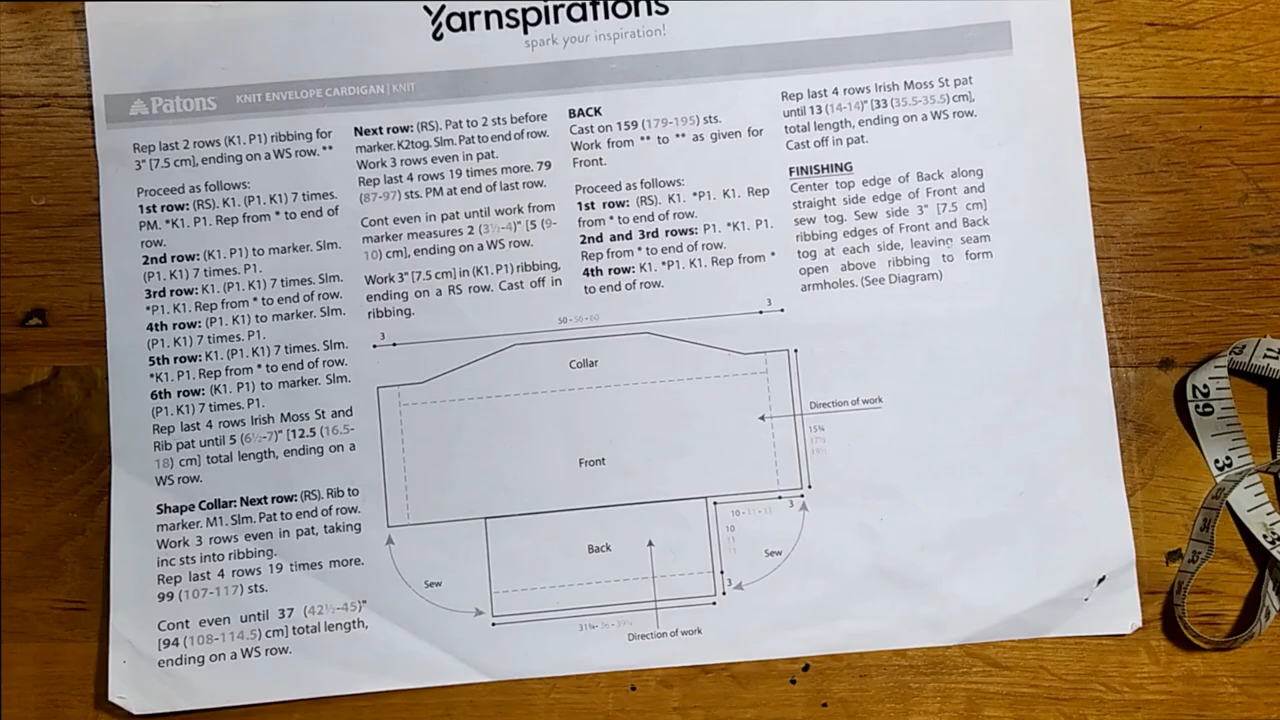 Yarnspirations
spark your inspiration!
Patons KNIT ENVELOPE CARDIGAN | KNIT
Rep last 2 rows (K1. P1) ribbing for
3" [7.5 cm], ending on a WS row. **
Proceed as follows:
1st row: (RS). K1. (P1. K1) 7 times.
PM. *K1. P1. Rep from * to end of
row.
2nd row: (K1. P1) to marker. Slm.
(P1. K1) 7 times. P1.
3rd row: K1. (P1. K1) 7 times. Slm.
*P1. K1. Rep from * to end of row.
4th row: (P1. K1) to marker. Slm.
(P1. K1) 7 times. P1.
5th row: K1. (P1. K1) 7 times. Slm.
*K1. P1. Rep from * to end of row.
6th row: (K1. P1) to marker. Slm.
(P1. K1) 7 times. P1.
Rep last 4 rows Irish Moss St and
Rib pat until 5 (6½-7)" [12.5 (16.5-
18) cm] total length, ending on a
WS row.
Shape Collar: Next row: (RS). Rib to
marker. M1. Slm. Pat to end of row.
Work 3 rows even in pat, taking
inc sts into ribbing.
Rep last 4 rows 19 times more.
99 (107-117) sts.
Cont even until 37 (42½-45)"
[94 (108-114.5) cm] total length,
ending on a WS row.
Next row: (RS). Pat to 2 sts before
marker. K2tog. Slm. Pat to end of row.
Work 3 rows even in pat.
Rep last 4 rows 19 times more. 79
(87-97) sts. PM at end of last row.
Cont even in pat until work from
marker measures 2 (3½-4)" [5 (9-
10) cm], ending on a WS row.
Work 3" [7.5 cm] in (K1. P1) ribbing,
ending on a RS row. Cast off in
ribbing.
BACK
Cast on 159 (179-195) sts.
Work from ** to ** as given for
Front.
Proceed as follows:
1st row: (RS). K1. *P1. K1. Rep
from * to end of row.
2nd and 3rd rows: P1. *K1. P1.
Rep from * to end of row.
4th row: K1. *P1. K1. Rep from *
to end of row.
Rep last 4 rows Irish Moss St pat
until 13 (14-14)" [33 (35.5-35.5) cm],
total length, ending on a WS row.
Cast off in pat.
FINISHING
Center top edge of Back along
straight side edge of Front and
sew tog. Sew side 3" [7.5 cm]
ribbing edges of Front and Back
tog at each side, leaving seam
open above ribbing to form
armholes. (See Diagram)
3
50 - 56 - 60
3
Collar
Direction of work
15¾
Front
3
10 - 11 - 11
10
11
11
Back
Sew
Sew
3
Direction of work
29
3